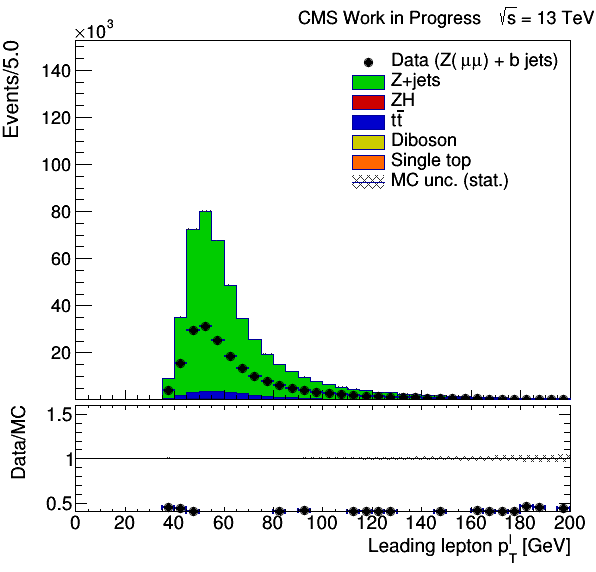 CMS Work in Progress √s = 13 TeV
×10³
Events/5.0
140
120
100
80
60
40
20
Data (Z(μμ) + b jets)
Z+jets
ZH
tt̄
Diboson
Single top
MC unc. (stat.)
Data/MC
1.5
1
0.5
0 20 40 60 80 100 120 140 160 180 200
Leading lepton p_T^l [GeV]